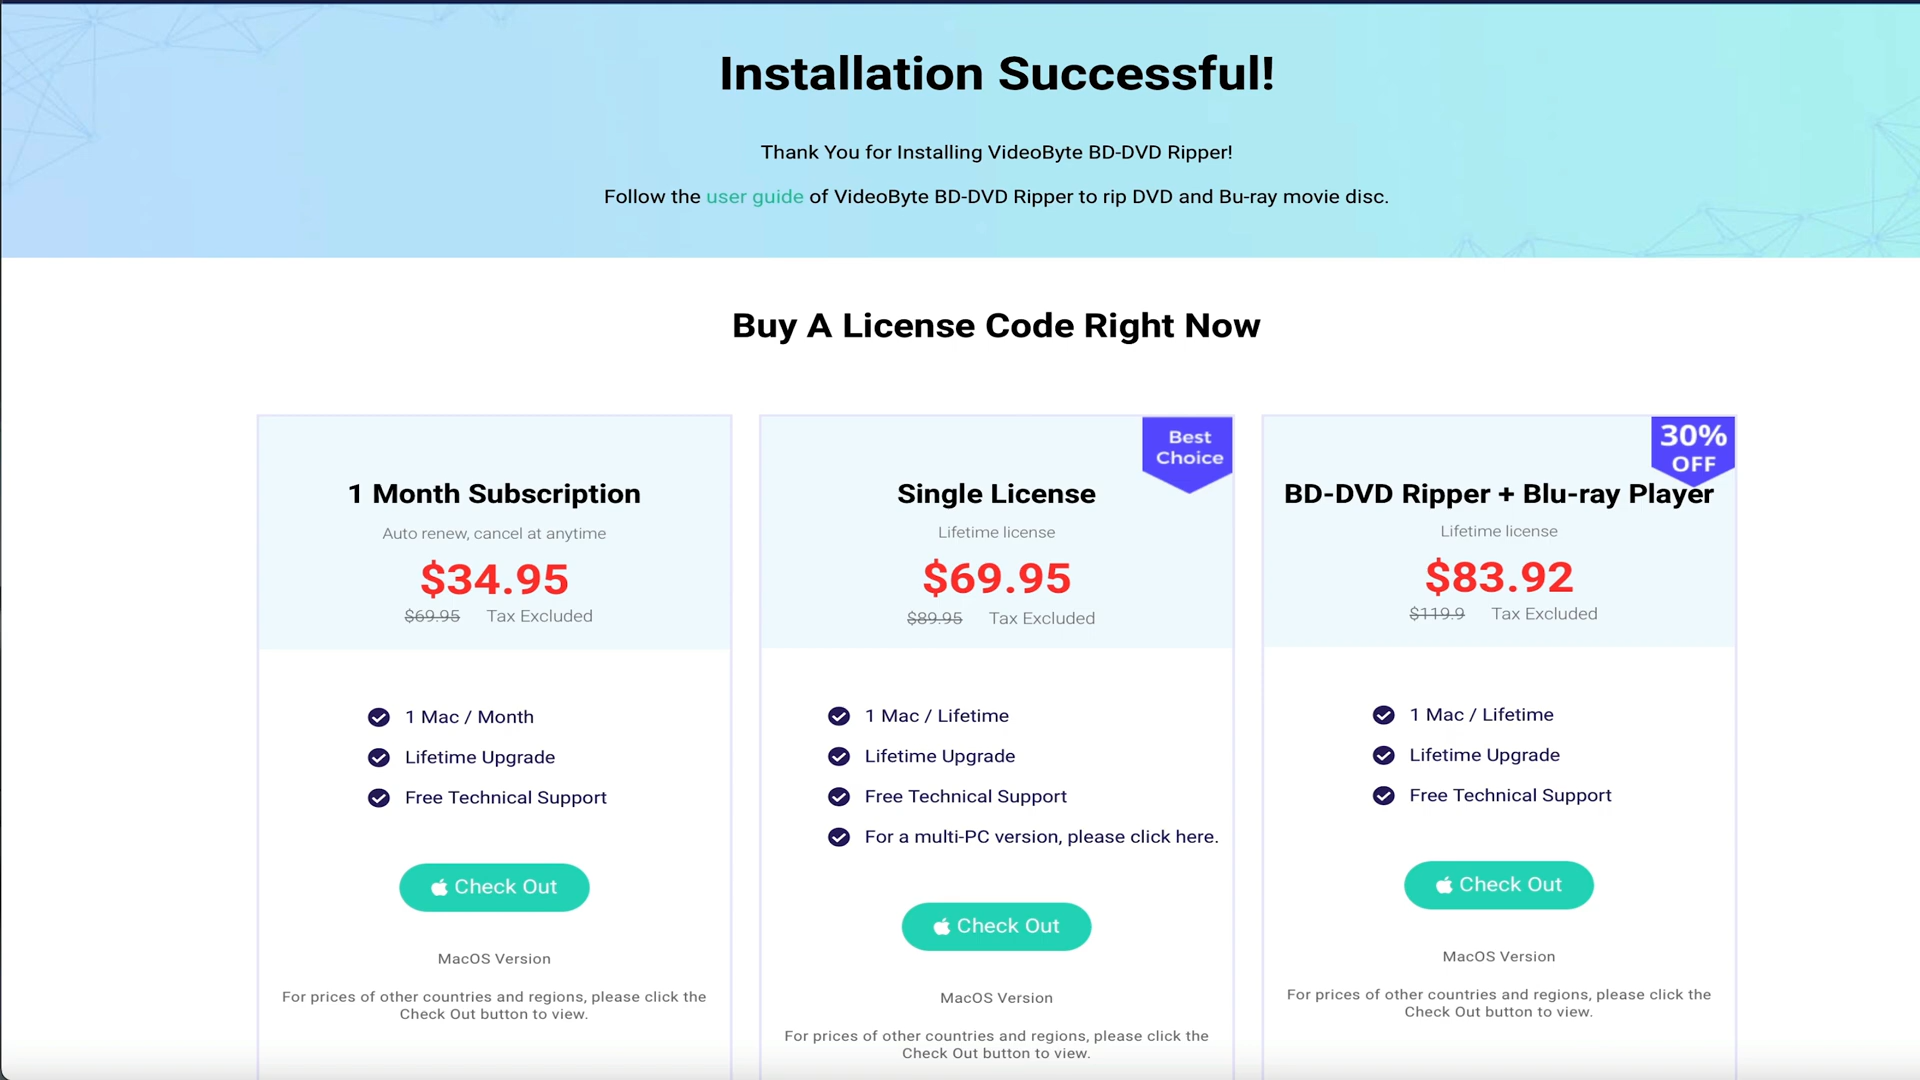 Installation Successful!
Thank You for Installing VideoByte BD-DVD Ripper!
Follow the user guide of VideoByte BD-DVD Ripper to rip DVD and Bu-ray movie disc.
Buy A License Code Right Now
1 Month Subscription
Auto renew, cancel at anytime
$34.95
$69.95 Tax Excluded
1 Mac / Month
Lifetime Upgrade
Free Technical Support
Check Out
MacOS Version
For prices of other countries and regions, please click the
Check Out button to view.
Best
Choice
Single License
Lifetime license
$69.95
$89.95 Tax Excluded
1 Mac / Lifetime
Lifetime Upgrade
Free Technical Support
For a multi-PC version, please click here.
Check Out
MacOS Version
For prices of other countries and regions, please click the
Check Out button to view.
30%
OFF
BD-DVD Ripper + Blu-ray Player
Lifetime license
$83.92
$119.9 Tax Excluded
1 Mac / Lifetime
Lifetime Upgrade
Free Technical Support
Check Out
MacOS Version
For prices of other countries and regions, please click the
Check Out button to view.